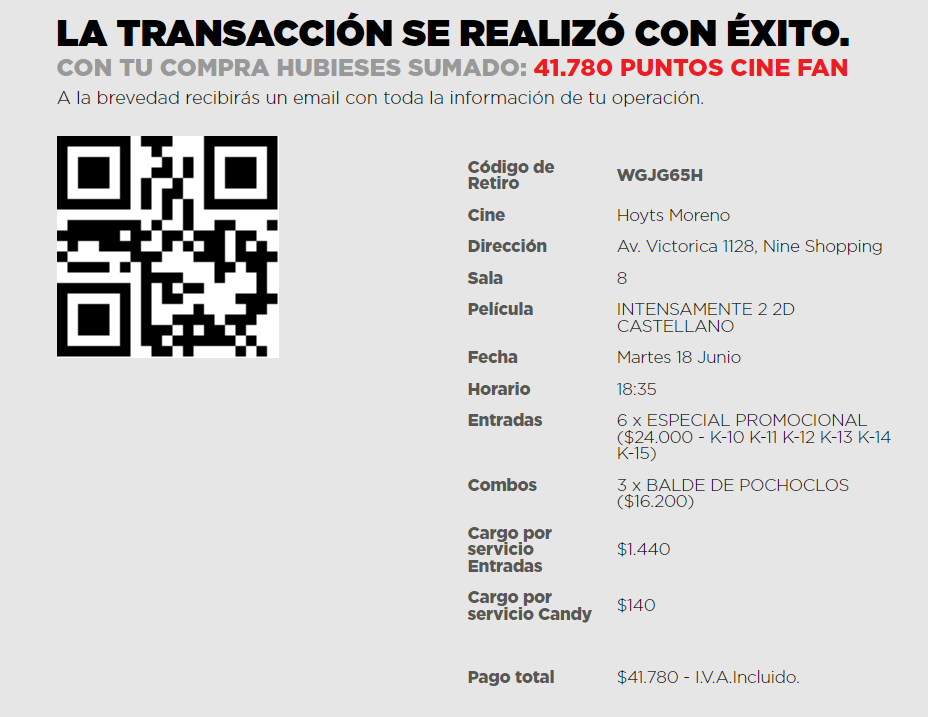 LA TRANSACCIÓN SE REALIZÓ CON ÉXITO.
CON TU COMPRA HUBIESES SUMADO: 41.780 PUNTOS CINE FAN
A la brevedad recibirás un email con toda la información de tu operación.
Código de
Retiro
WGJG65H
Cine
Hoyts Moreno
Dirección
Av. Victorica 1128, Nine Shopping
Sala
8
Película
INTENSAMENTE 2 2D
CASTELLANO
Fecha
Martes 18 Junio
Horario
18:35
Entradas
6 x ESPECIAL PROMOCIONAL
($24.000 - K-10 K-11 K-12 K-13 K-14
K-15)
Combos
3 x BALDE DE POCHOCLOS
($16.200)
Cargo por
servicio
Entradas
$1.440
Cargo por
servicio Candy
$140
Pago total
$41.780 - I.V.A.Incluido.